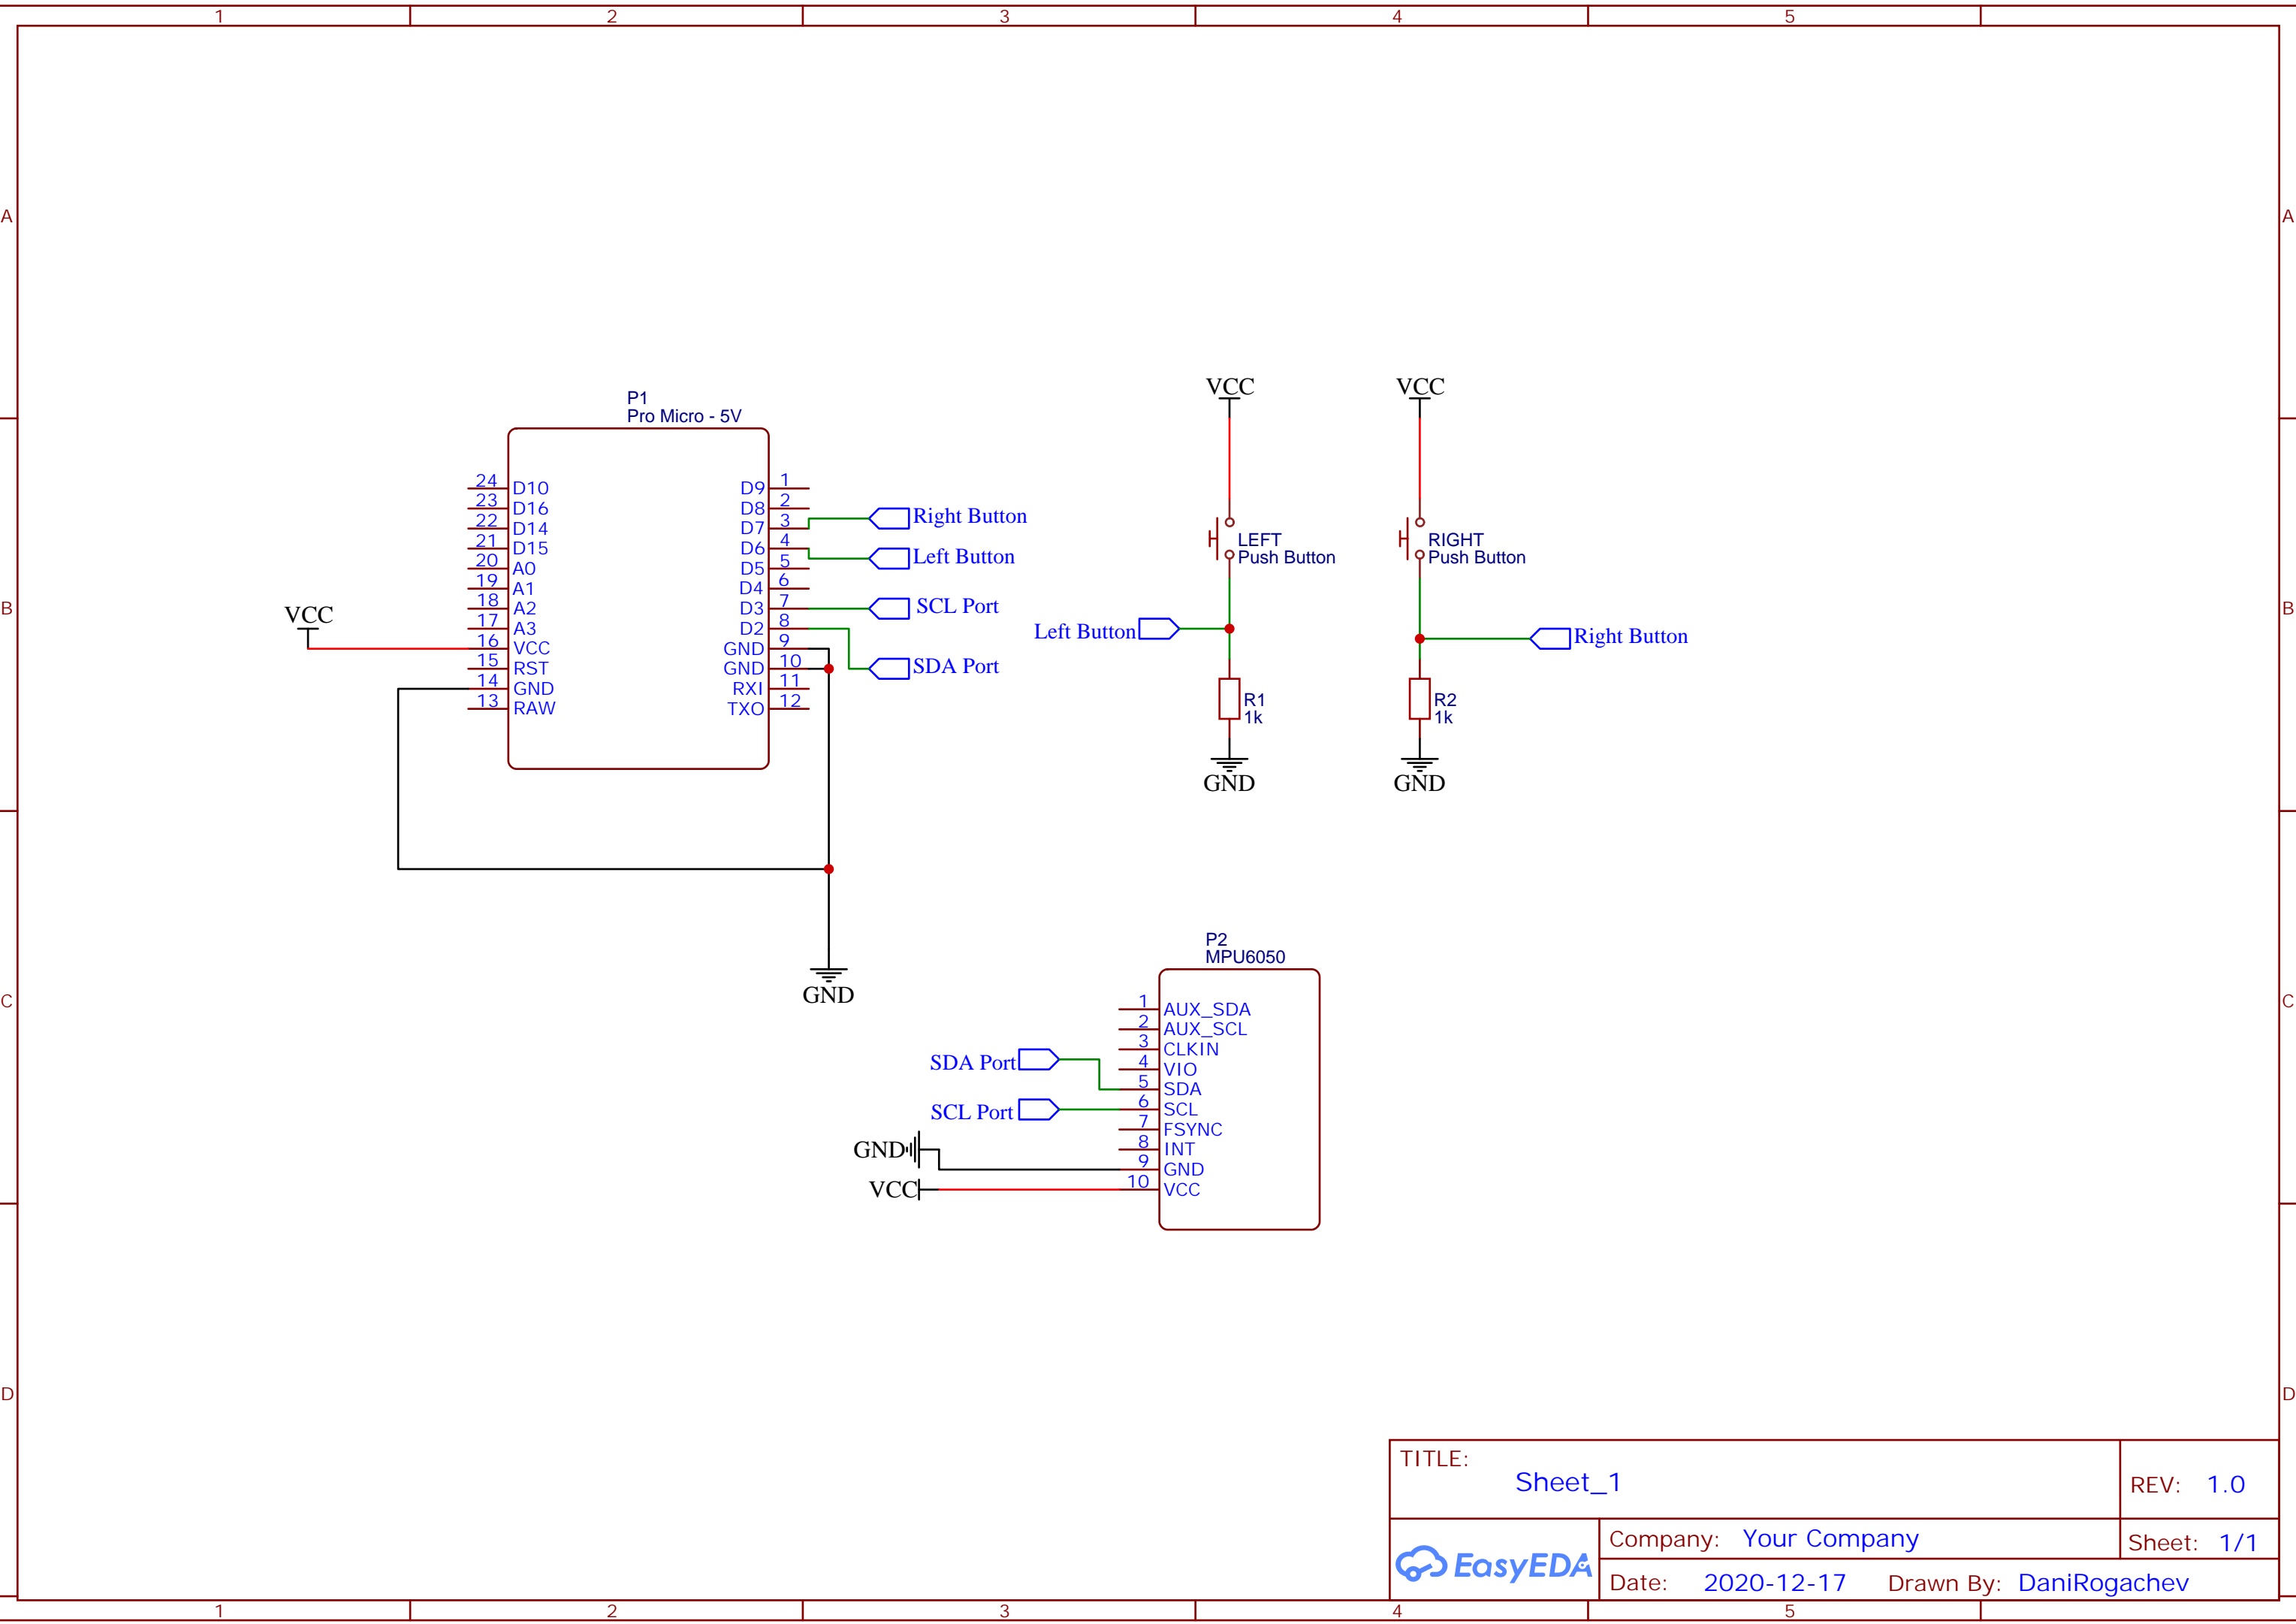 1 2 3 4 5
A A
B B
C C
D D
P1
Pro Micro - 5V
24 D10
23 D16
22 D14
21 D15
20 A0
19 A1
18 A2
17 A3
16 VCC
15 RST
14 GND
13 RAW
D9 1
D8 2
D7 3
D6 4
D5 5
D4 6
D3 7
D2 8
GND 9
GND 10
RXI 11
TXO 12
VCC
Right Button
Left Button
SCL Port
SDA Port
GND
VCC
LEFT
Push Button
Left Button
R1
1k
GND
VCC
RIGHT
Push Button
Right Button
R2
1k
GND
P2
MPU6050
1 AUX_SDA
2 AUX_SCL
3 CLKIN
4 VIO
5 SDA
6 SCL
7 FSYNC
8 INT
9 GND
10 VCC
SDA Port
SCL Port
GND
VCC
TITLE:
Sheet_1
REV: 1.0
EasyEDA
Company: Your Company
Sheet: 1/1
Date: 2020-12-17
Drawn By: DaniRogachev
1 2 3 4 5